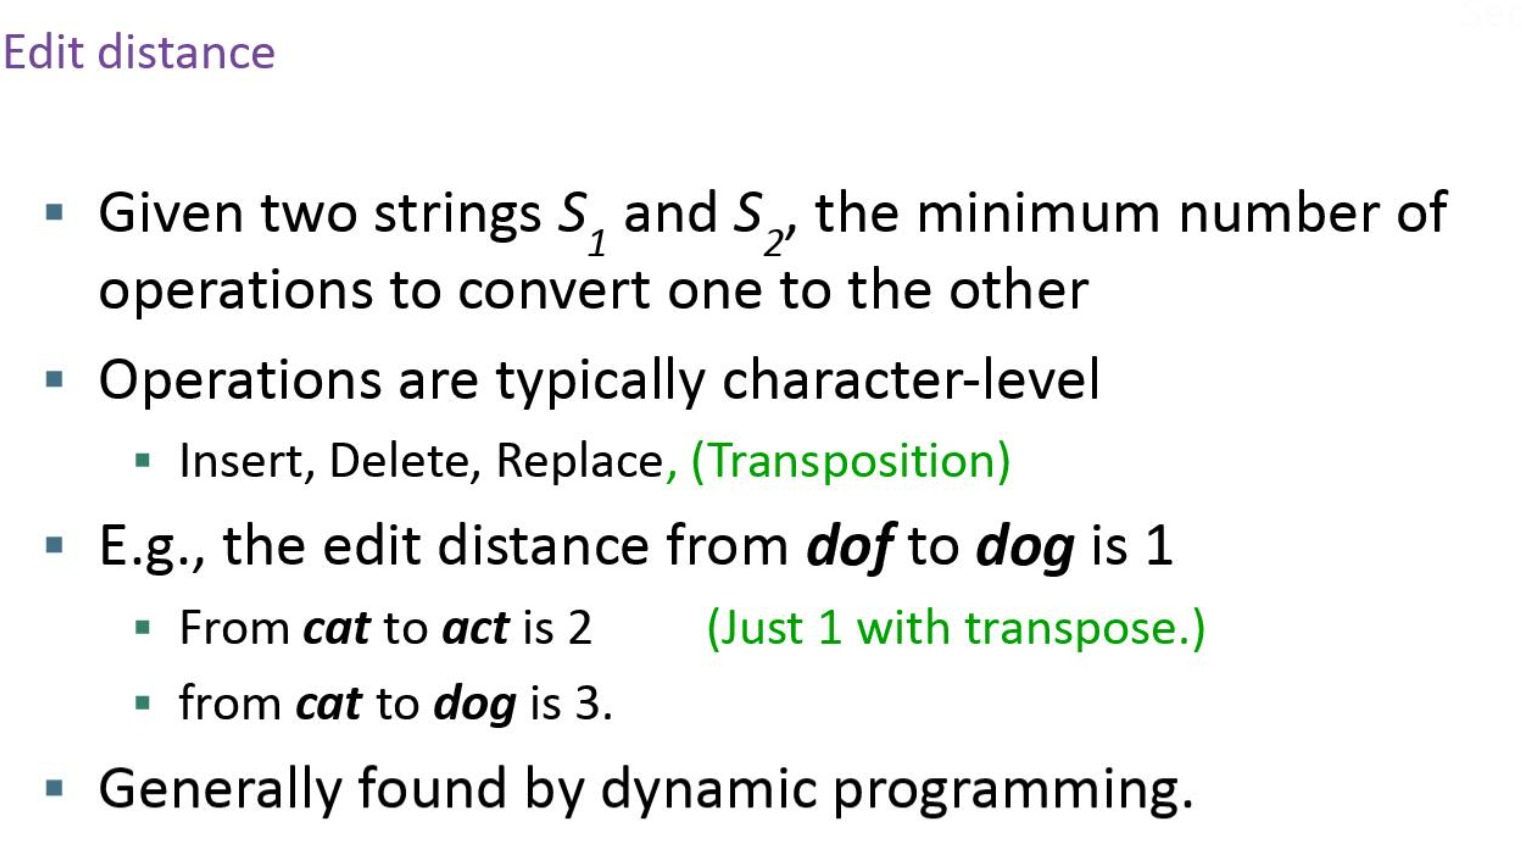 Edit distance
▪ Given two strings S1 and S2, the minimum number of
operations to convert one to the other
▪ Operations are typically character-level
▪ Insert, Delete, Replace, (Transposition)
▪ E.g., the edit distance from dof to dog is 1
▪ From cat to act is 2 (Just 1 with transpose.)
▪ from cat to dog is 3.
▪ Generally found by dynamic programming.